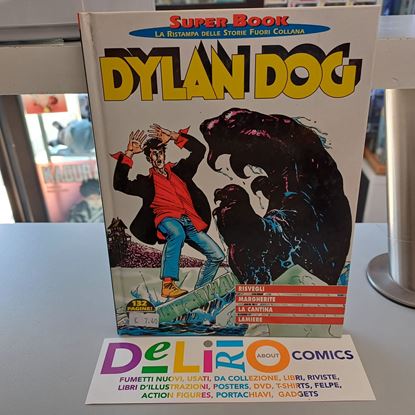 SUPER BOOK
LA RISTAMPA DELLE STORIE FUORI COLLANA
DYLAN DOG
RISVEGLI
MARGHERITE
LA CANTINA
LAMIERE
132
PAGINE!
DeLiRiO ABOUT COMICS
FUMETTI NUOVI, USATI, DA COLLEZIONE, LIBRI, RIVISTE,
LIBRI D'ILLUSTRAZIONI, POSTERS, DVD, T-SHIRTS, FELPE,
ACTION FIGURES, PORTACHIAVI, GADGETS